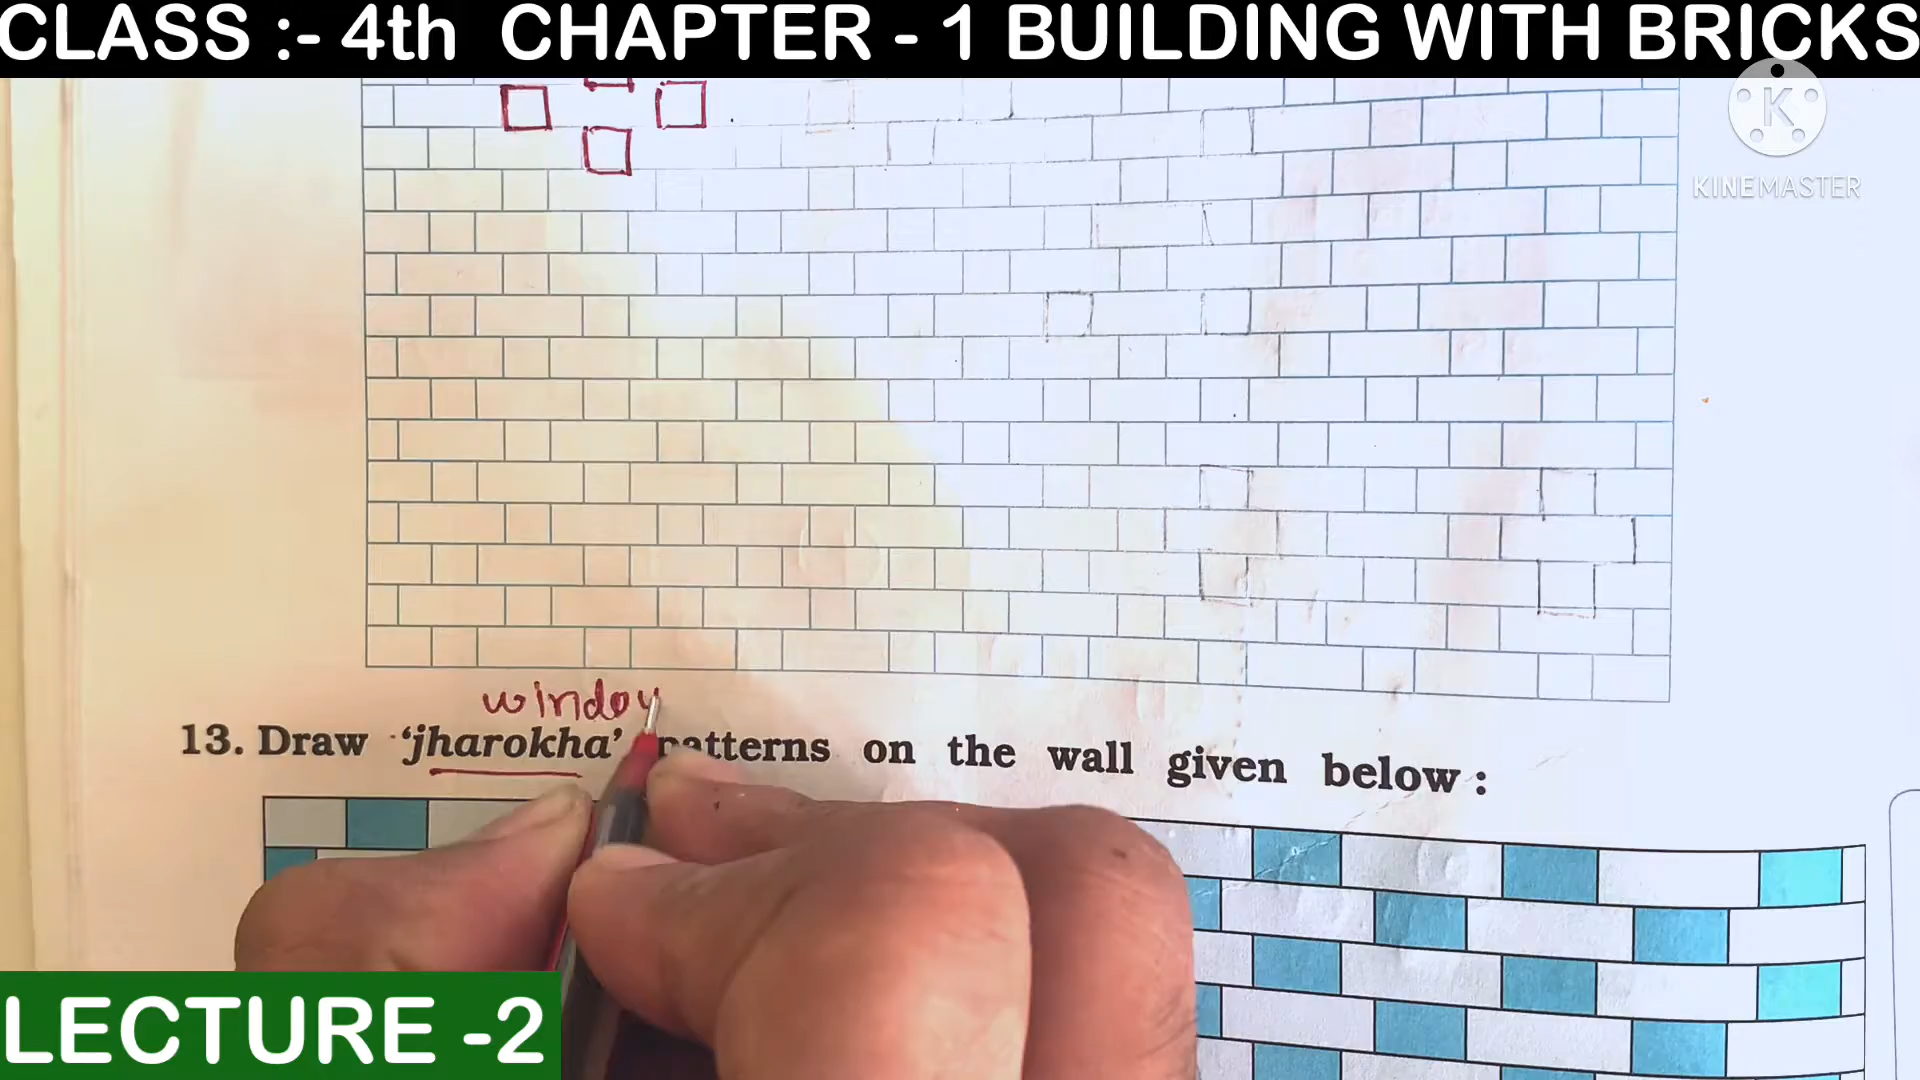 CLASS :- 4th CHAPTER - 1 BUILDING WITH BRICKS
K
KINEMASTER
window
13. Draw ‘jharokha’ patterns on the wall given below :
LECTURE -2